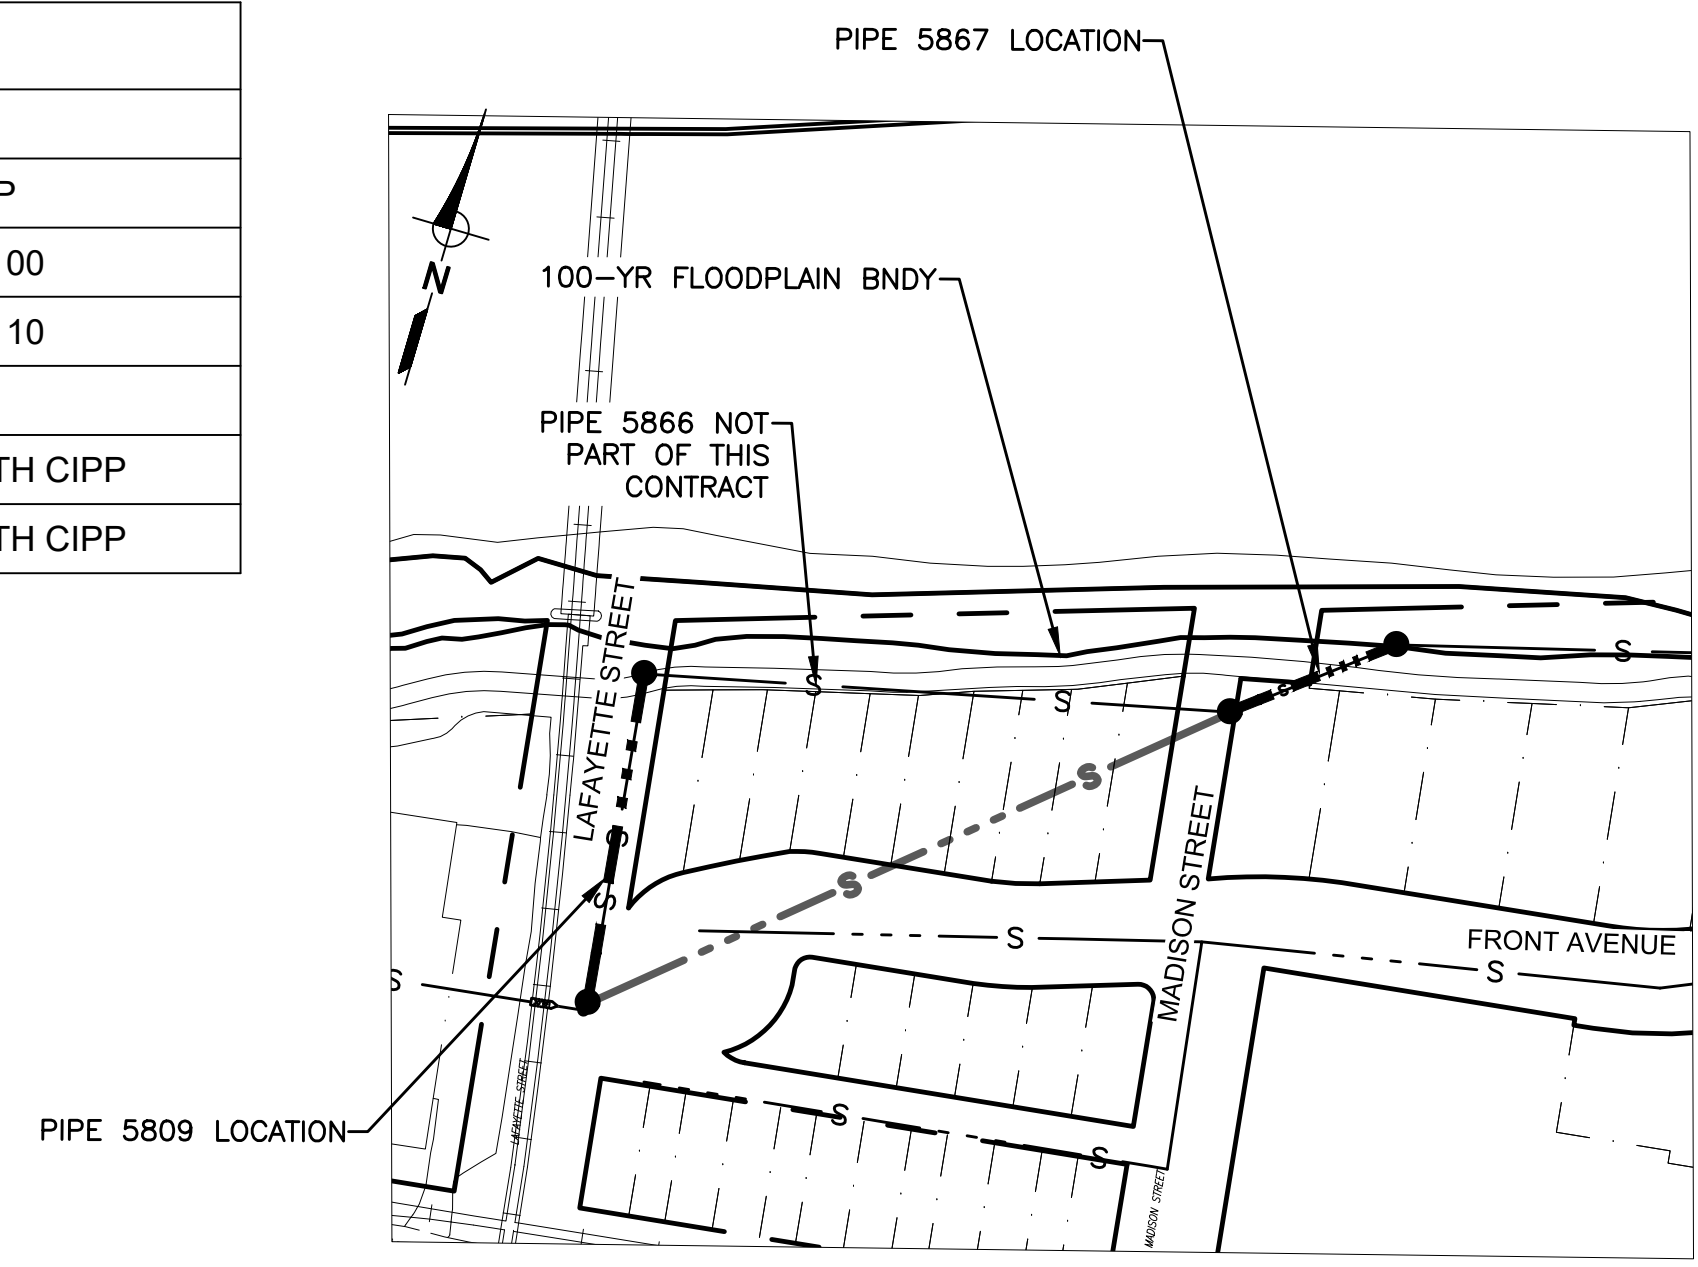 P
00
10
TH CIPP
TH CIPP
PIPE 5867 LOCATION
N
100-YR FLOODPLAIN BNDY
PIPE 5866 NOT
PART OF THIS
CONTRACT
LAFAYETTE STREET
S
S
S
S
S
S
S
S
MADISON STREET
S
S
FRONT AVENUE
S
S
LAFAYETTE STREET
PIPE 5809 LOCATION
S
S
MADISON STREET